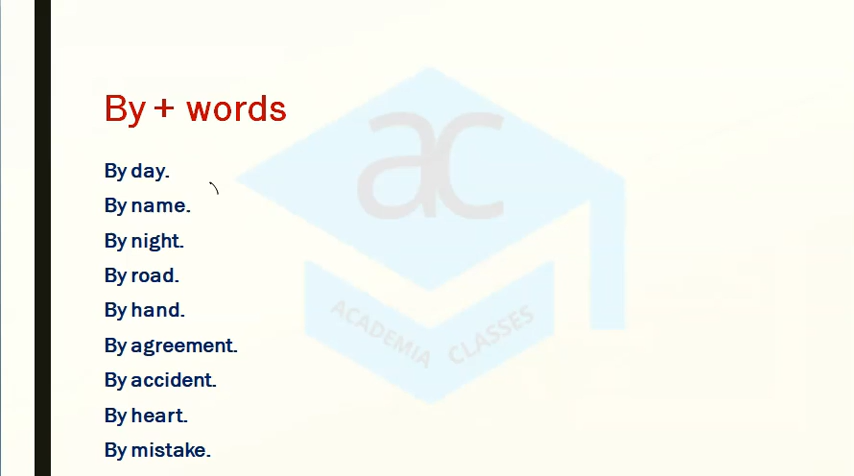 By + words
By day.
By name.
By night.
By road.
By hand.
By agreement.
By accident.
By heart.
By mistake.
ac
ACADEMIA CLASSES